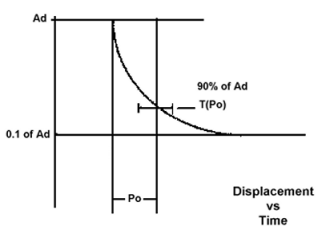 Ad
90% of Ad
T(Po)
0.1 of Ad
Po
Displacement
vs
Time